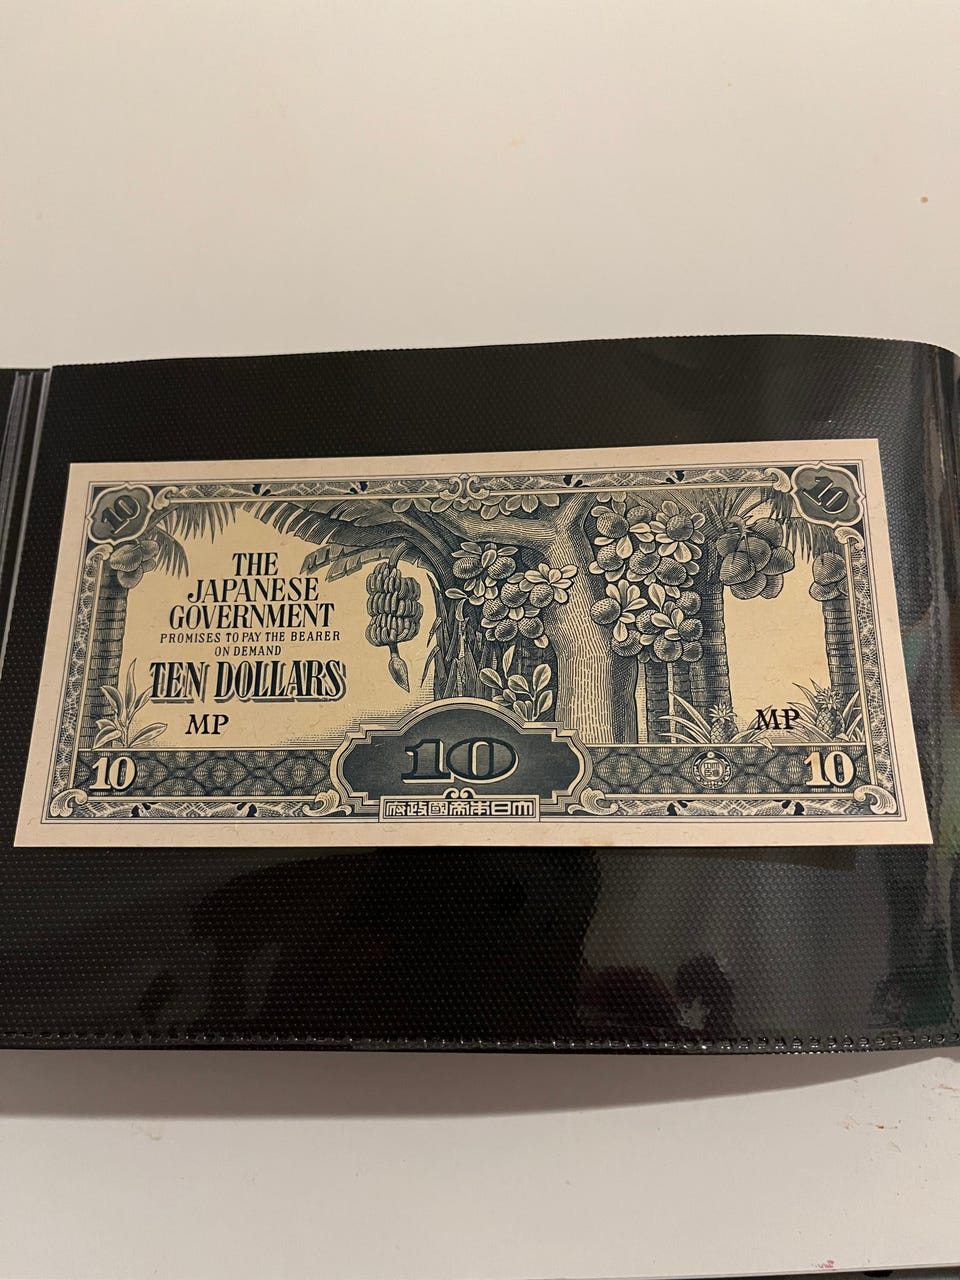 10
10
THE
JAPANESE
GOVERNMENT
PROMISES TO PAY THE BEARER
ON DEMAND
TEN DOLLARS
MP
MP
10
10
10
府政國帝本日大